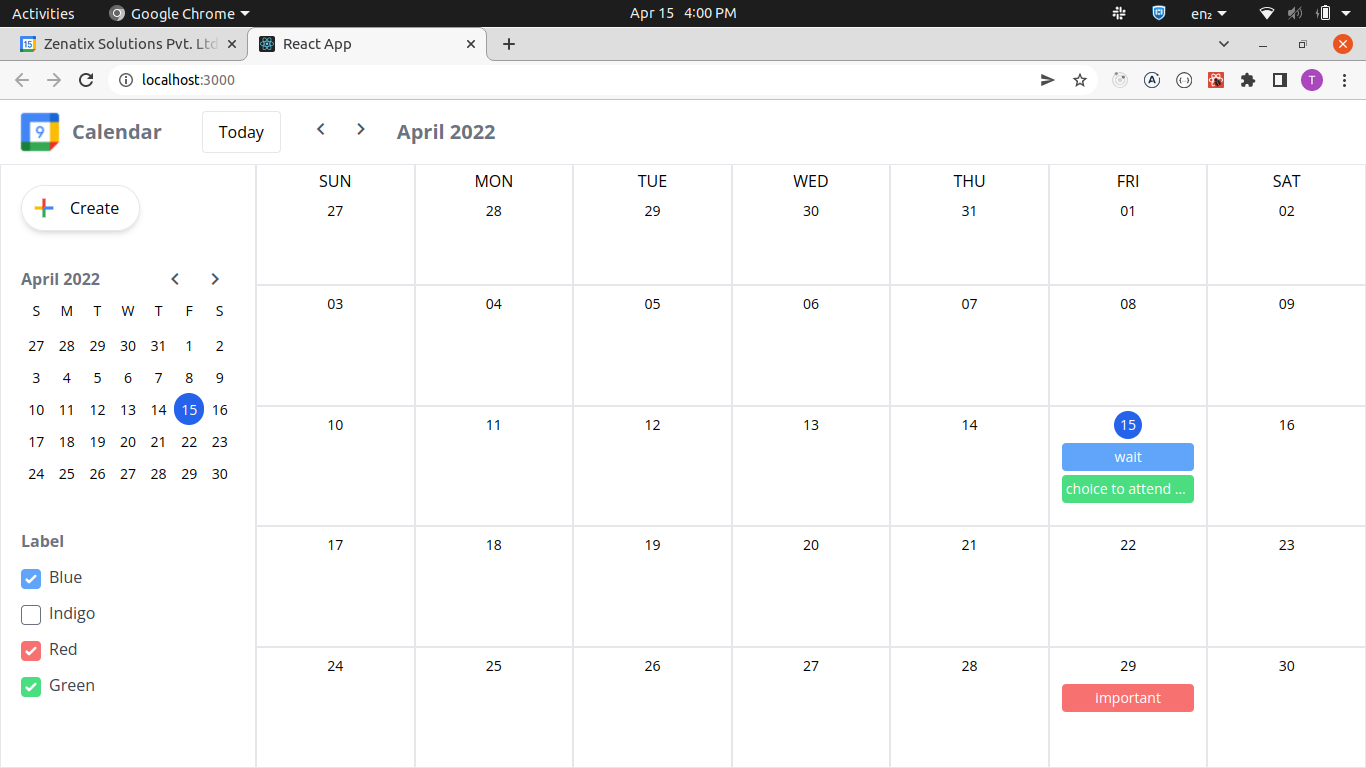 Activities Google Chrome Apr 15 4:00 PM en₂
Zenatix Solutions Pvt. Ltd React App
localhost:3000 T
9 Calendar Today April 2022
Create
April 2022
S M T W T F S
27 28 29 30 31 1 2
3 4 5 6 7 8 9
10 11 12 13 14 15 16
17 18 19 20 21 22 23
24 25 26 27 28 29 30
Label
Blue
Indigo
Red
Green
SUN MON TUE WED THU FRI SAT
27 28 29 30 31 01 02
03 04 05 06 07 08 09
10 11 12 13 14 15 16
wait
choice to attend ...
17 18 19 20 21 22 23
24 25 26 27 28 29 30
important